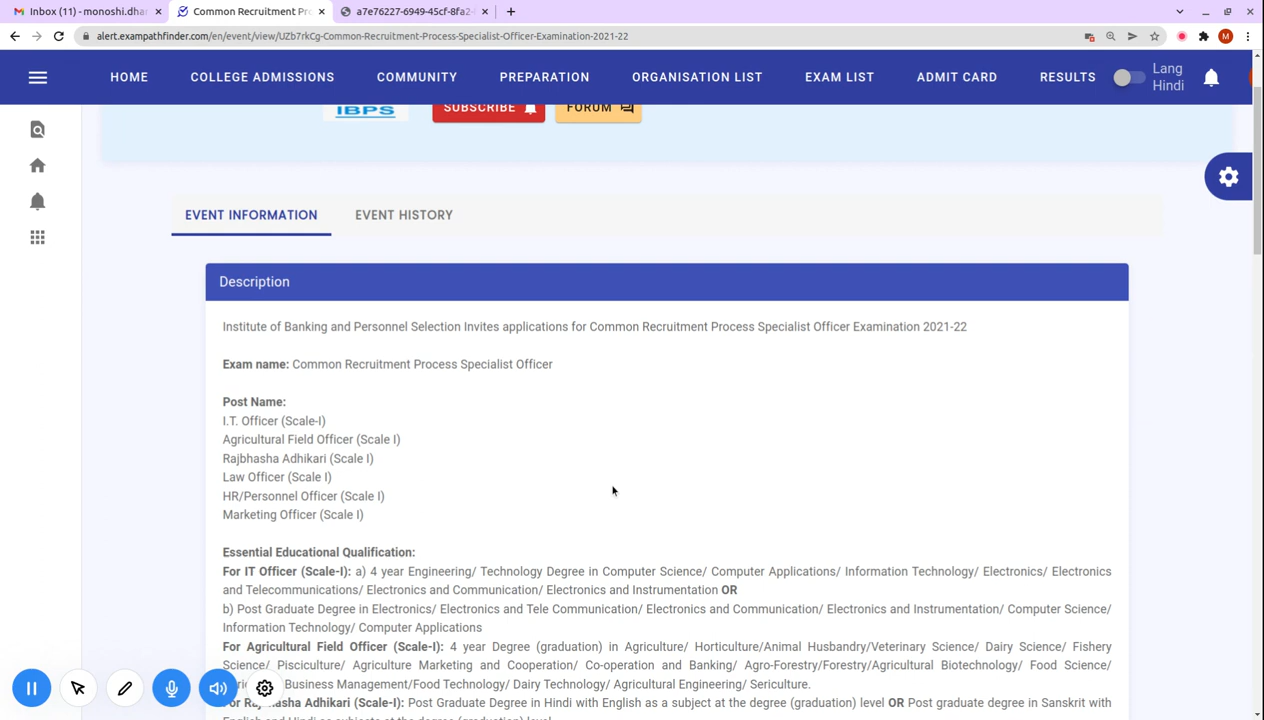 Inbox (11) - monoshi.dhar
Common Recruitment Pr
a7e76227-6949-45cf-8fa2-
alert.exampathfinder.com/en/event/view/UZb7rkCg-Common-Recruitment-Process-Specialist-Officer-Examination-2021-22
M
HOME
COLLEGE ADMISSIONS
COMMUNITY
PREPARATION
ORGANISATION LIST
EXAM LIST
ADMIT CARD
RESULTS
Lang
Hindi
IBPS
SUBSCRIBE
FORUM
EVENT INFORMATION
EVENT HISTORY
Description
Institute of Banking and Personnel Selection Invites applications for Common Recruitment Process Specialist Officer Examination 2021-22
Exam name: Common Recruitment Process Specialist Officer
Post Name:
I.T. Officer (Scale-I)
Agricultural Field Officer (Scale I)
Rajbhasha Adhikari (Scale I)
Law Officer (Scale I)
HR/Personnel Officer (Scale I)
Marketing Officer (Scale I)
Essential Educational Qualification:
For IT Officer (Scale-I): a) 4 year Engineering/ Technology Degree in Computer Science/ Computer Applications/ Information Technology/ Electronics/ Electronics
and Telecommunications/ Electronics and Communication/ Electronics and Instrumentation OR
b) Post Graduate Degree in Electronics/ Electronics and Tele Communication/ Electronics and Communication/ Electronics and Instrumentation/ Computer Science/
Information Technology/ Computer Applications
For Agricultural Field Officer (Scale-I): 4 year Degree (graduation) in Agriculture/ Horticulture/Animal Husbandry/Veterinary Science/ Dairy Science/ Fishery
Science/ Pisciculture/ Agriculture Marketing and Cooperation/ Co-operation and Banking/ Agro-Forestry/Forestry/Agricultural Biotechnology/ Food Science/
Business Management/Food Technology/ Dairy Technology/ Agricultural Engineering/ Sericulture.
Adhikari (Scale-I): Post Graduate Degree in Hindi with English as a subject at the degree (graduation) level OR Post graduate degree in Sanskrit with